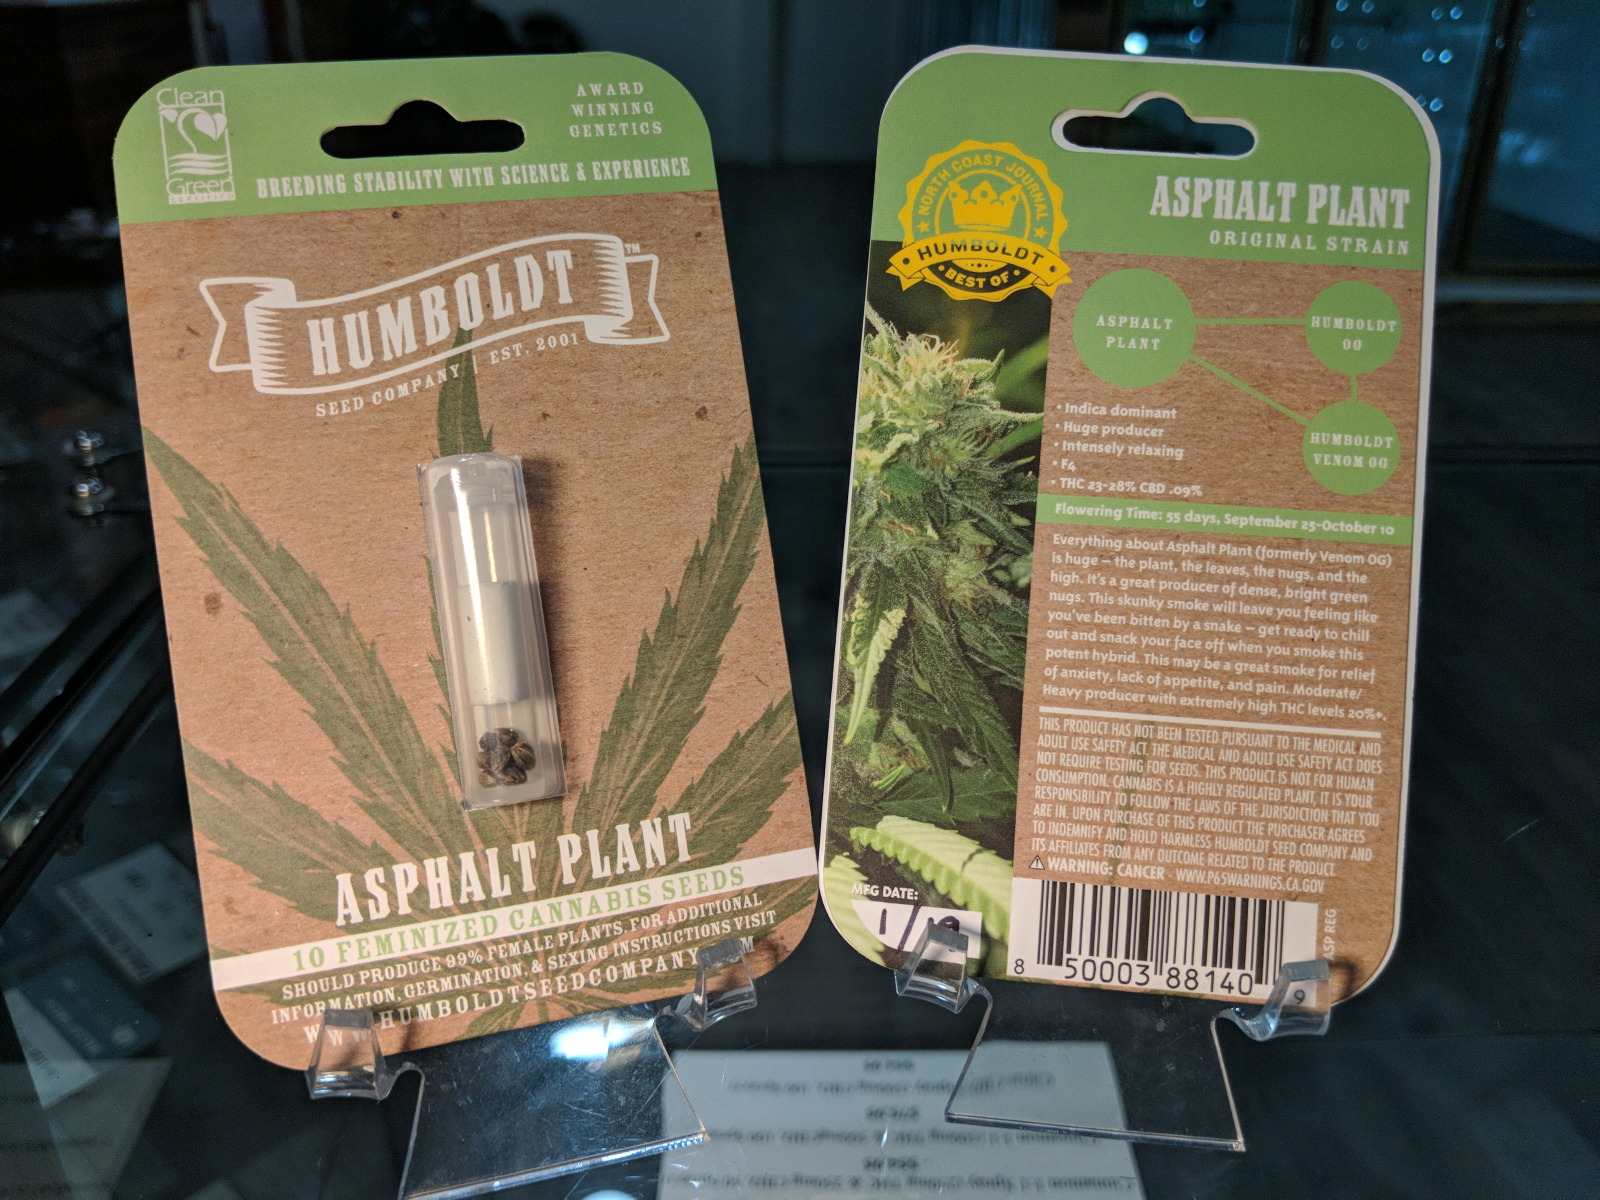 Clean
Green
CERTIFIED
AWARD
WINNING
GENETICS
BREEDING STABILITY WITH SCIENCE & EXPERIENCE
HUMBOLDT™
SEED COMPANY | EST. 2001
ASPHALT PLANT
10 FEMINIZED CANNABIS SEEDS
SHOULD PRODUCE 99% FEMALE PLANTS. FOR ADDITIONAL
INFORMATION, GERMINATION, & SEXING INSTRUCTIONS VISIT
HUMBOLDTSEEDCOMPANY
NORTH COAST JOURNAL
HUMBOLDT
BEST OF
ASPHALT PLANT
ORIGINAL STRAIN
ASPHALT
PLANT
HUMBOLDT
OG
HUMBOLDT
VENOM OG
• Indica dominant
• Huge producer
• Intensely relaxing
• F4
• THC 23-28% CBD .09%
Flowering Time: 55 days, September 25-October 10
Everything about Asphalt Plant (formerly Venom OG)
is huge – the plant, the leaves, the nugs, and the
high. It's a great producer of dense, bright green
nugs. This skunky smoke will leave you feeling like
you've been bitten by a snake – get ready to chill
out and snack your face off when you smoke this
potent hybrid. This may be a great smoke for relief
of anxiety, lack of appetite, and pain. Moderate/
Heavy producer with extremely high THC levels 20%+.
THIS PRODUCT HAS NOT BEEN TESTED PURSUANT TO THE MEDICAL AND
ADULT USE SAFETY ACT. THE MEDICAL AND ADULT USE SAFETY ACT DOES
NOT REQUIRE TESTING FOR SEEDS. THIS PRODUCT IS NOT FOR HUMAN
CONSUMPTION. CANNABIS IS A HIGHLY REGULATED PLANT, IT IS YOUR
RESPONSIBILITY TO FOLLOW THE LAWS OF THE JURISDICTION THAT YOU
ARE IN. UPON PURCHASE OF THIS PRODUCT THE PURCHASER AGREES
TO INDEMNIFY AND HOLD HARMLESS HUMBOLDT SEED COMPANY AND
ITS AFFILIATES FROM ANY OUTCOME RELATED TO THE PRODUCT.
⚠ WARNING: CANCER - WWW.P65WARNINGS.CA.GOV
MFG DATE:
1/19
8 50003 88140 9
ASP REG